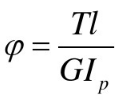 φ = Tl / GI_p